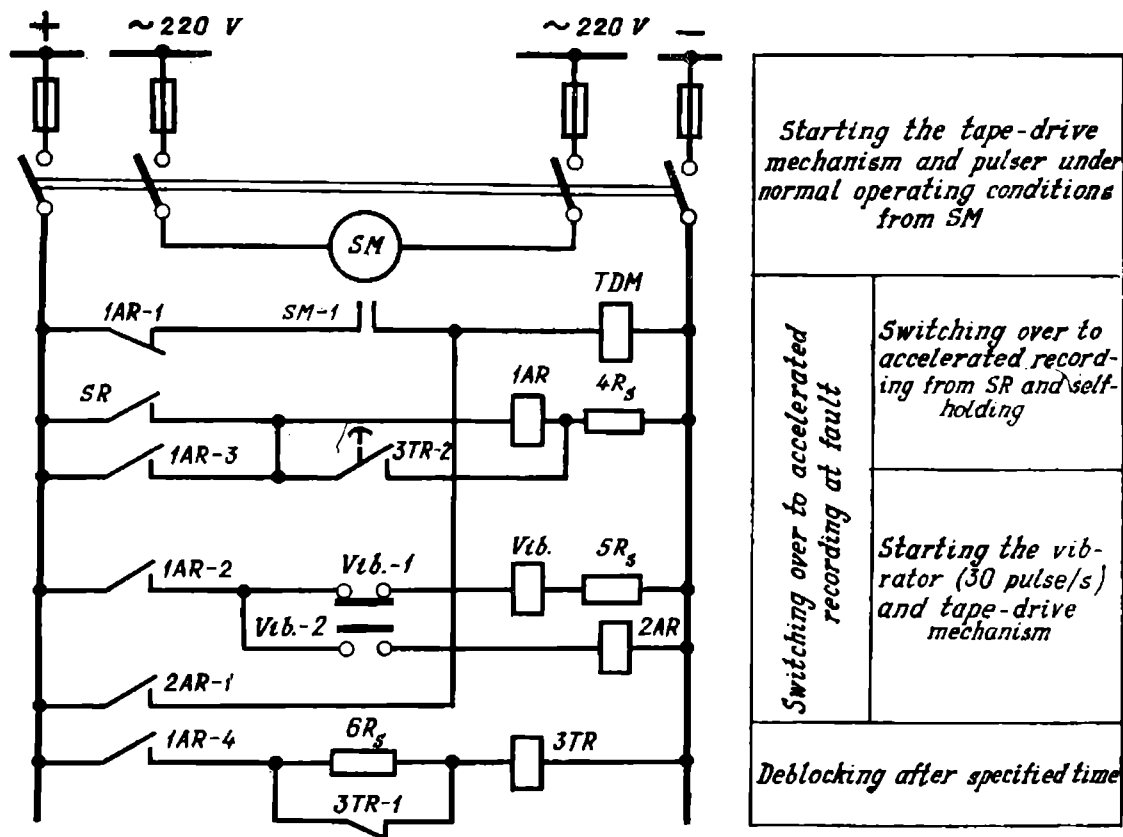 +
~220 V
~220 V
−
SM
1AR-1
SM-1
TDM
SR
1AR
4Rs
1AR-3
3TR-2
1AR-2
Vib.-1
Vib.
5Rs
Vib.-2
2AR
2AR-1
1AR-4
6Rs
3TR
3TR-1
Starting the tape-drive
mechanism and pulser under
normal operating conditions
from SM
Switching over to accelerated
recording at fault
Switching over to
accelerated record-
ing from SR and self-
holding
Starting the vib-
rator (30 pulse/s)
and tape-drive
mechanism
Deblocking after specified time